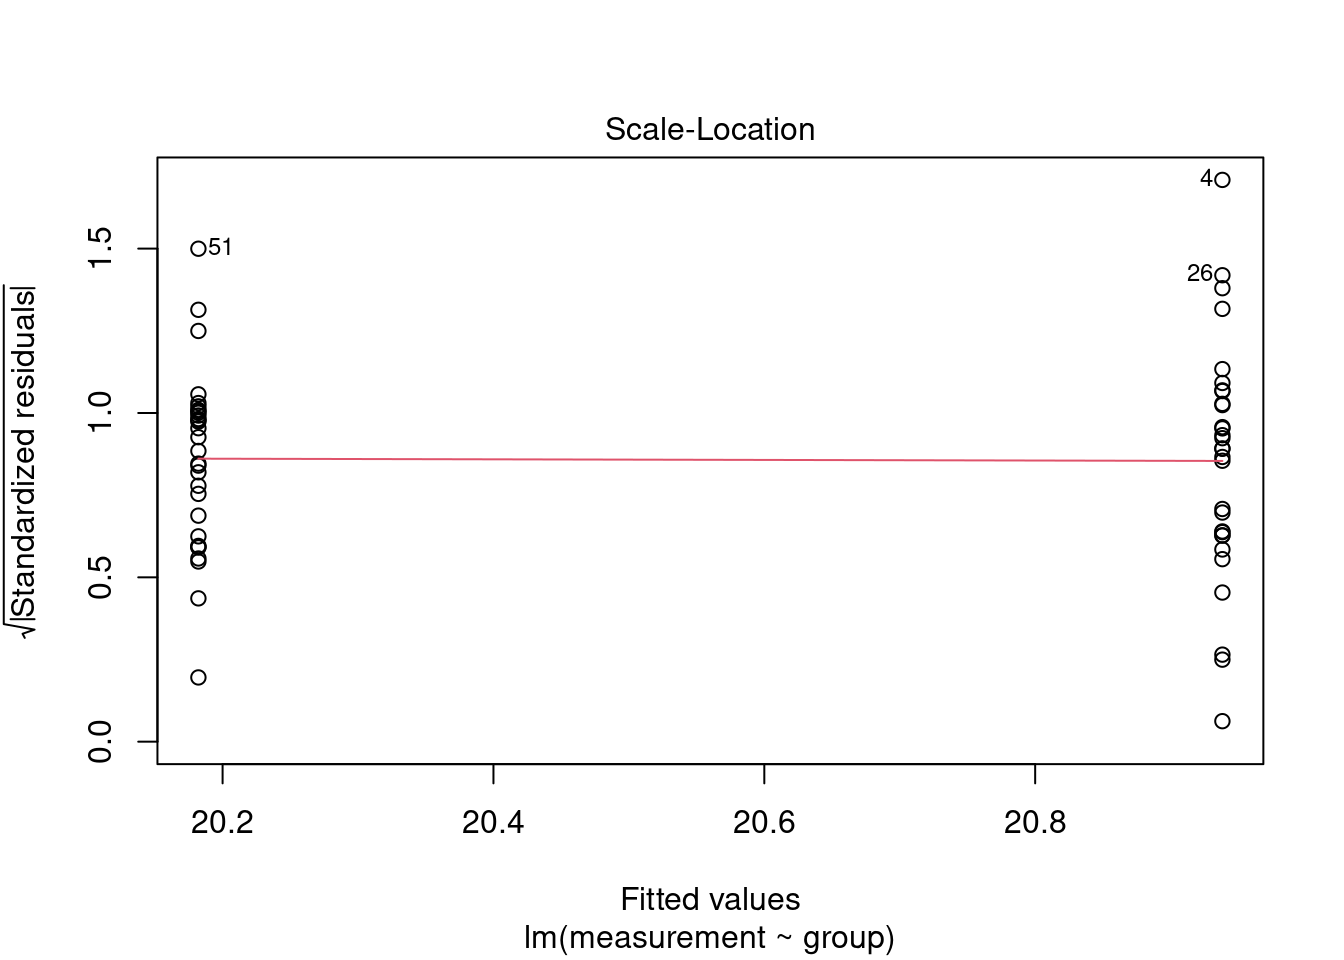 Scale-Location
√|Standardized residuals|
1.5
1.0
0.5
0.0
51
4
26
20.2 20.4 20.6 20.8
Fitted values
lm(measurement ~ group)